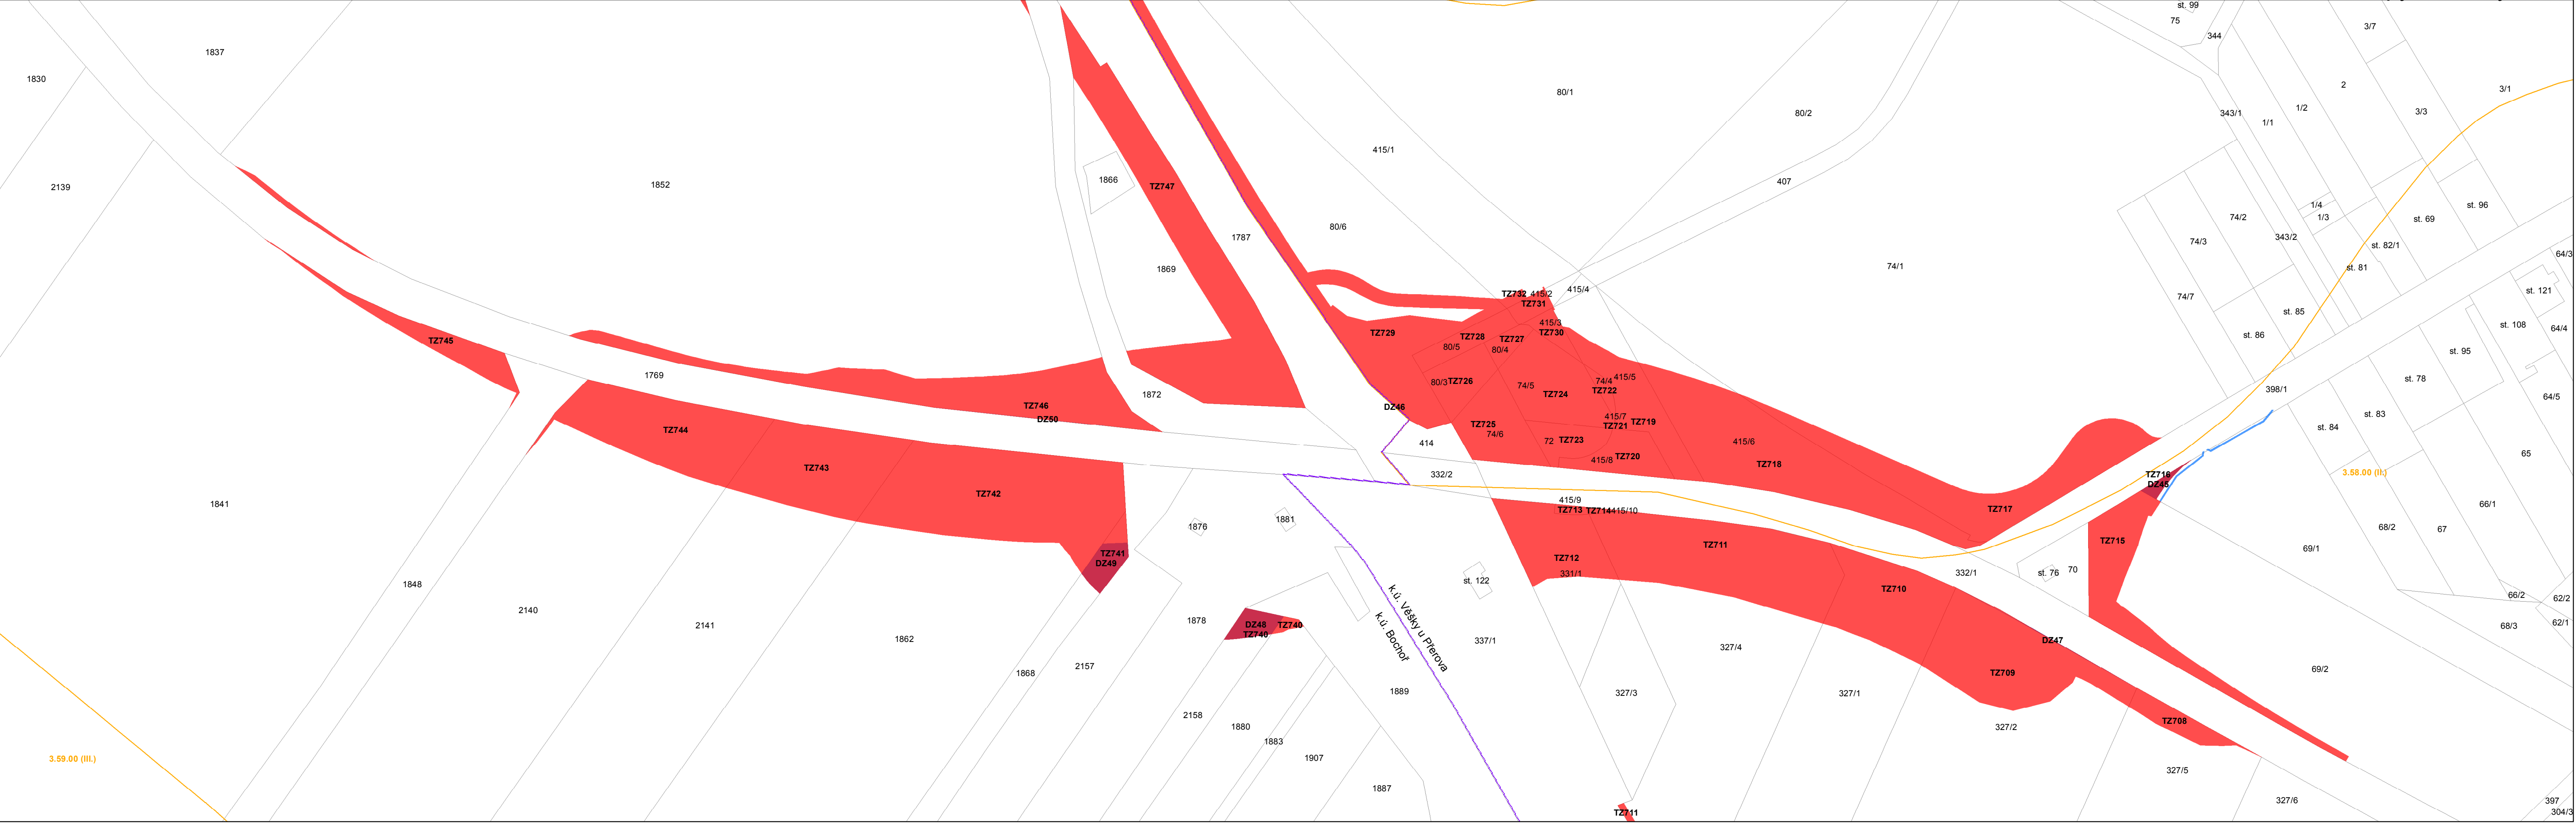 st. 99
75
3/7
344
1837
1830
2
3/1
80/1
1/2
3/3
80/2
343/1
1/1
415/1
407
1866
1852
TZ747
2139
1/4
st. 96
1/3
74/2
st. 69
80/6
1787
343/2
74/3
st. 82/1
64/3
1869
74/1
st. 81
415/4
st. 121
TZ732
415/2
74/7
TZ731
st. 85
415/3
st. 108
64/4
TZ729
TZ730
st. 86
TZ728
TZ727
TZ745
80/5
80/4
st. 95
1769
415/5
st. 78
80/3
TZ726
74/4
74/5
TZ722
398/1
1872
TZ724
64/5
TZ746
DZ46
st. 83
DZ50
415/7
TZ719
TZ725
TZ721
st. 84
TZ744
74/6
414
72
TZ723
415/6
65
TZ720
415/8
TZ718
TZ743
332/2
TZ716
3.58.00 (II.)
DZ45
TZ742
415/9
1841
TZ713
TZ714
415/10
TZ717
66/1
1881
1876
68/2
67
TZ715
TZ711
69/1
TZ741
TZ712
DZ49
331/1
332/1
st. 76
70
st. 122
1848
TZ710
66/2
62/2
2140
k.ú. Věšky u Přerova
k.ú. Bochoř
1878
DZ48
TZ740
TZ740
2141
62/1
68/3
1862
337/1
DZ47
327/4
2157
69/2
1868
TZ709
1889
327/3
327/1
2158
TZ708
1880
327/2
1883
3.59.00 (III.)
1907
327/5
1887
327/6
397
TZ711
304/3